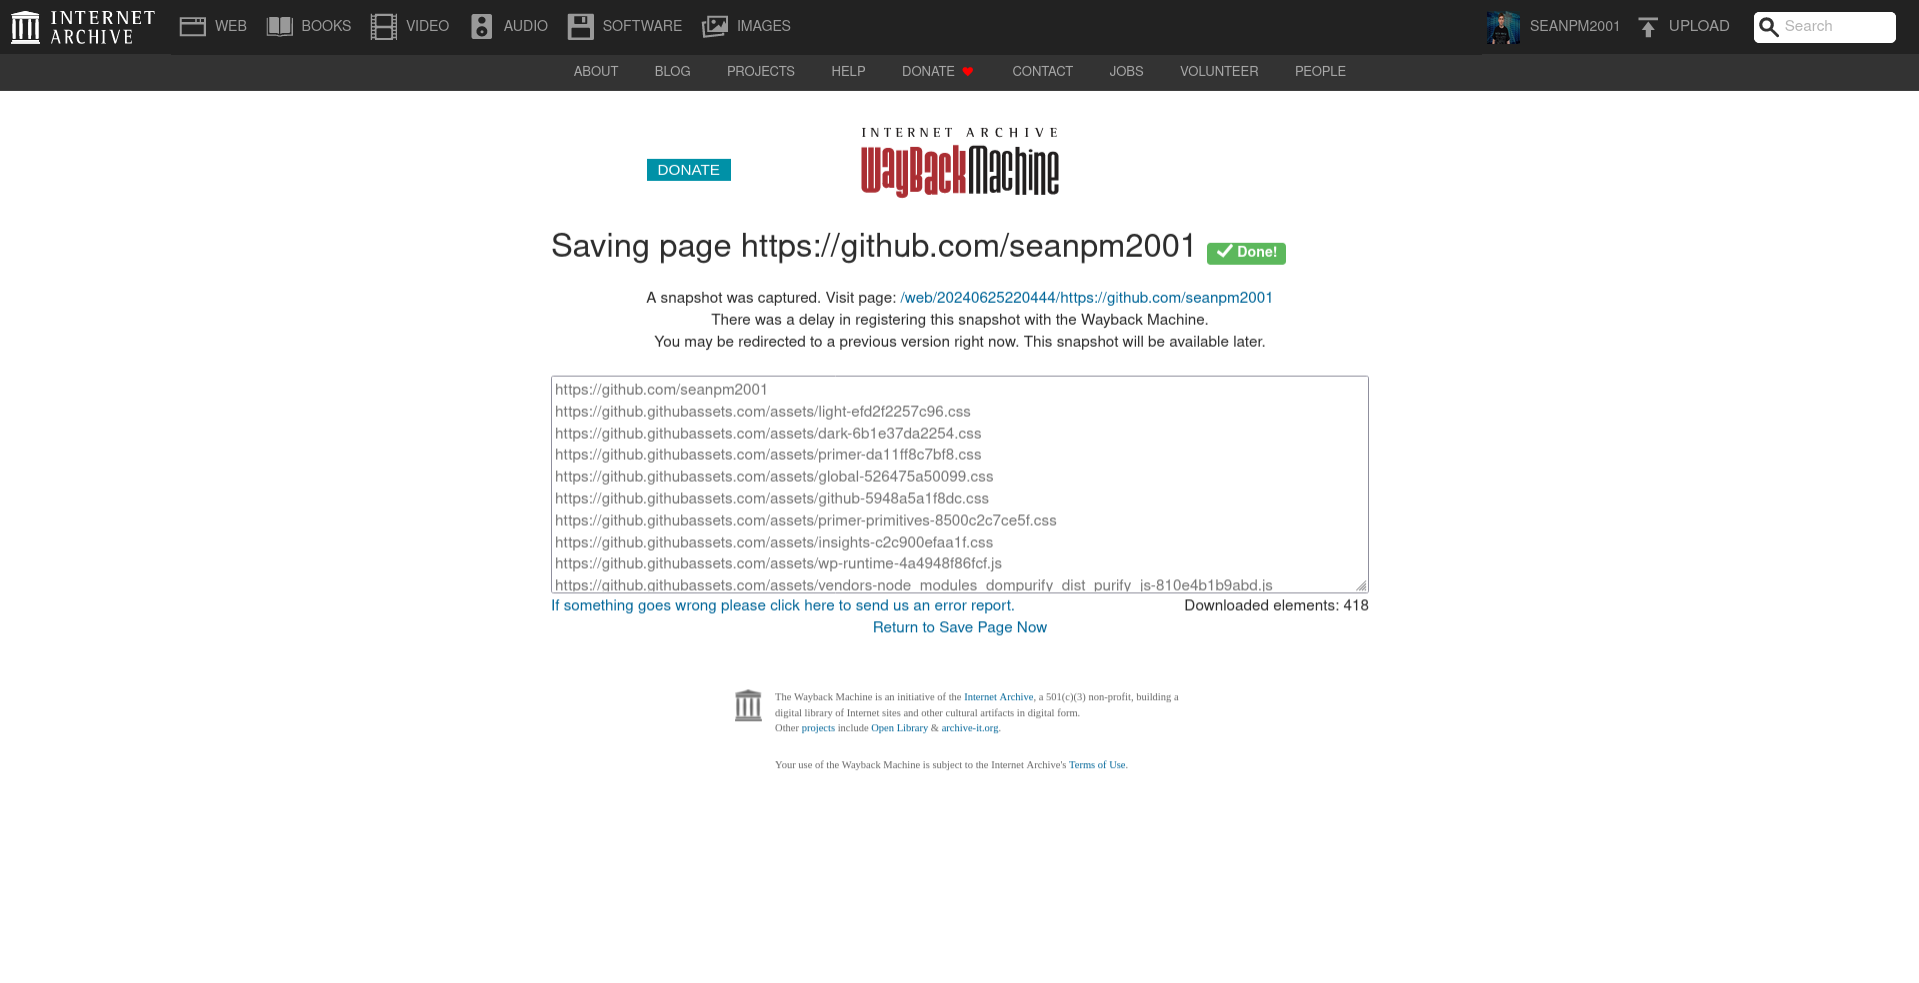 INTERNET ARCHIVE
WEB BOOKS VIDEO AUDIO SOFTWARE IMAGES SEANPM2001 UPLOAD Search
ABOUT BLOG PROJECTS HELP DONATE CONTACT JOBS VOLUNTEER PEOPLE
INTERNET ARCHIVE
WayBackMachine
DONATE
Saving page https://github.com/seanpm2001 Done!
A snapshot was captured. Visit page: /web/20240625220444/https://github.com/seanpm2001
There was a delay in registering this snapshot with the Wayback Machine.
You may be redirected to a previous version right now. This snapshot will be available later.
https://github.com/seanpm2001
https://github.githubassets.com/assets/light-efd2f2257c96.css
https://github.githubassets.com/assets/dark-6b1e37da2254.css
https://github.githubassets.com/assets/primer-da11ff8c7bf8.css
https://github.githubassets.com/assets/global-526475a50099.css
https://github.githubassets.com/assets/github-5948a5a1f8dc.css
https://github.githubassets.com/assets/primer-primitives-8500c2c7ce5f.css
https://github.githubassets.com/assets/insights-c2c900efaa1f.css
https://github.githubassets.com/assets/wp-runtime-4a4948f86fcf.js
https://github.githubassets.com/assets/vendors-node_modules_dompurify_dist_purify_js-810e4b1b9abd.js
If something goes wrong please click here to send us an error report. Downloaded elements: 418
Return to Save Page Now
The Wayback Machine is an initiative of the Internet Archive, a 501(c)(3) non-profit, building a
digital library of Internet sites and other cultural artifacts in digital form.
Other projects include Open Library & archive-it.org.
Your use of the Wayback Machine is subject to the Internet Archive's Terms of Use.